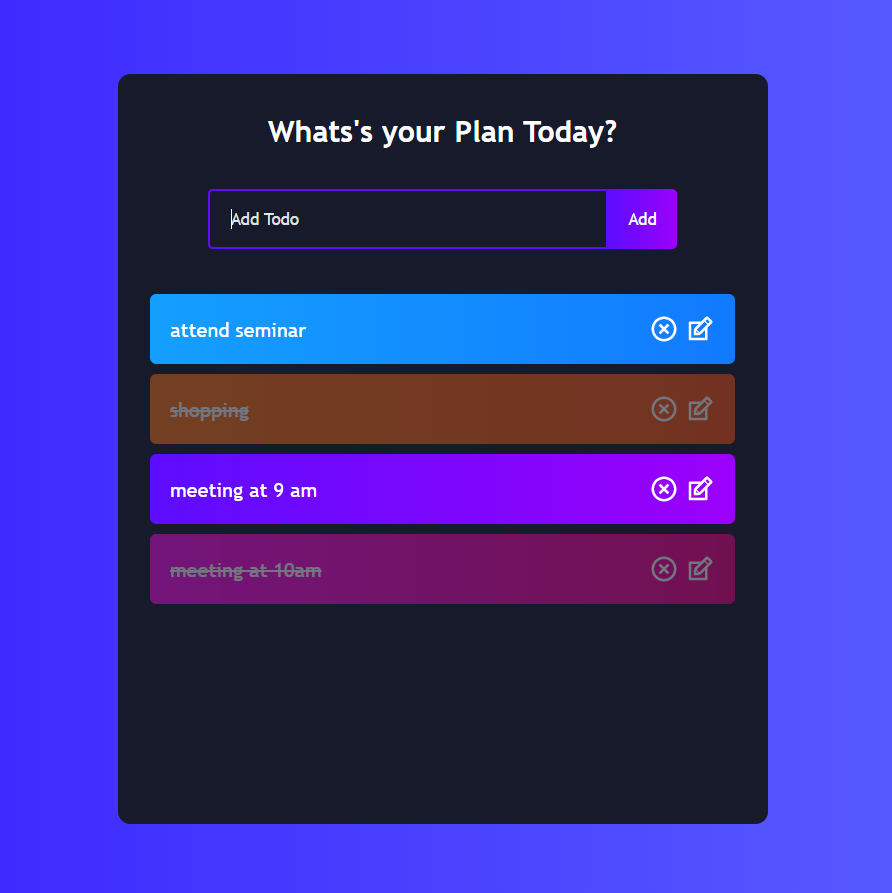 Whats's your Plan Today?
Add Todo
Add
attend seminar
shopping
meeting at 9 am
meeting at 10am